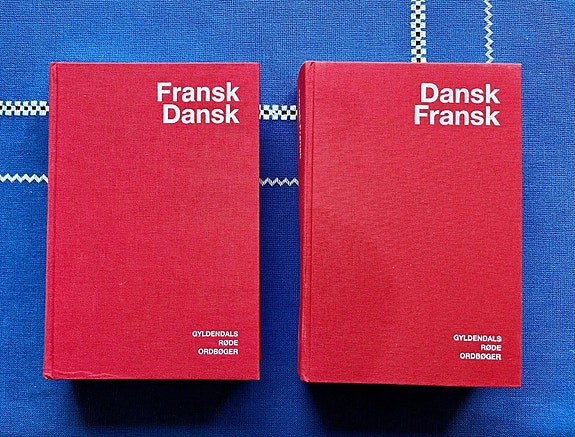 Fransk
Dansk
GYLDENDALS
RØDE
ORDBØGER
Dansk
Fransk
GYLDENDALS
RØDE
ORDBØGER